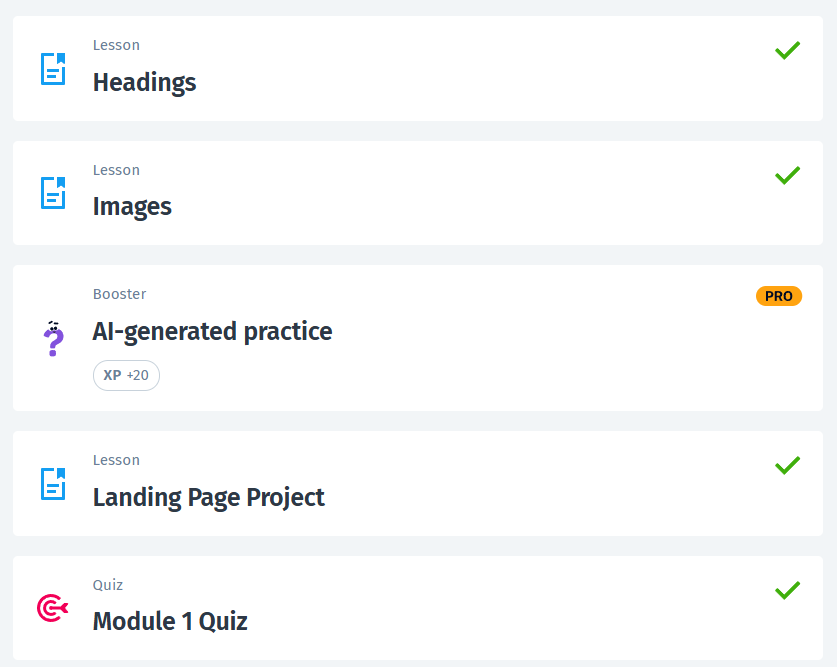 Lesson
Headings
Lesson
Images
Booster
PRO
AI-generated practice
XP +20
Lesson
Landing Page Project
Quiz
Module 1 Quiz